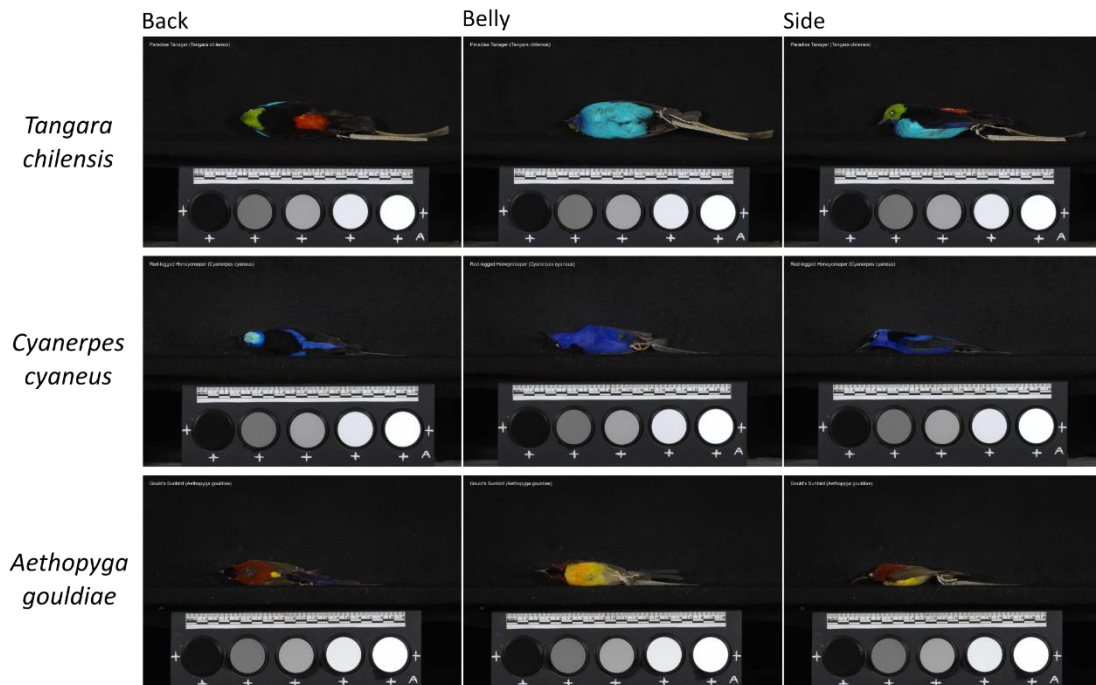 Back
Belly
Side
Tangara
chilensis
Paradise Tanager (Tangara chilensis)
Paradise Tanager (Tangara chilensis)
Paradise Tanager (Tangara chilensis)
A
A
A
Cyanerpes
cyaneus
Red-legged Honeycreeper (Cyanerpes cyaneus)
Red-legged Honeycreeper (Cyanerpes cyaneus)
Red-legged Honeycreeper (Cyanerpes cyaneus)
A
A
A
Aethopyga
gouldiae
Gould's Sunbird (Aethopyga gouldiae)
Gould's Sunbird (Aethopyga gouldiae)
Gould's Sunbird (Aethopyga gouldiae)
A
A
A